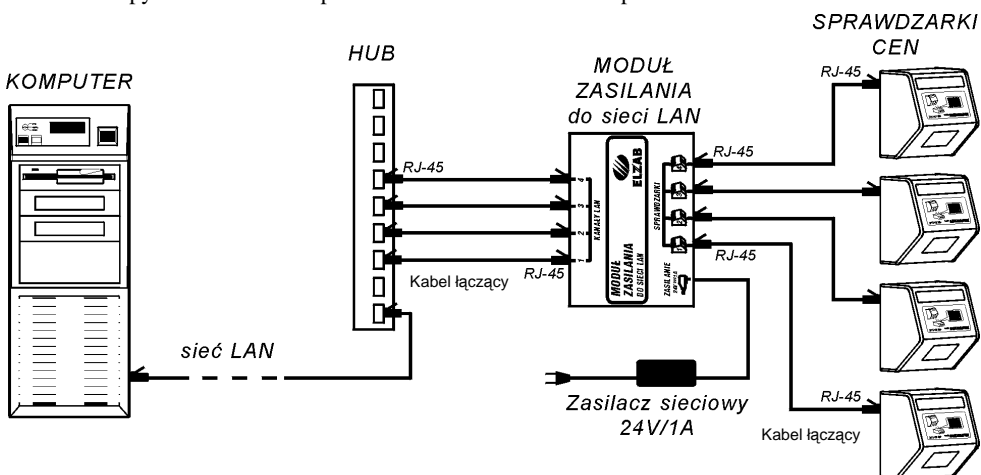 SPRAWDZARKI
CEN
HUB
KOMPUTER
MODUŁ
ZASILANIA
do sieci LAN
RJ-45
RJ-45
RJ-45
ELZAB
4
3
2
1
KANAŁY LAN
SPRAWDZARKI
MODUŁ
ZASILANIA
DO SIECI LAN
ZASILANIE
RJ-45
RJ-45
Kabel łączący
sieć LAN
Zasilacz sieciowy
24V/1A
RJ-45
Kabel łączący